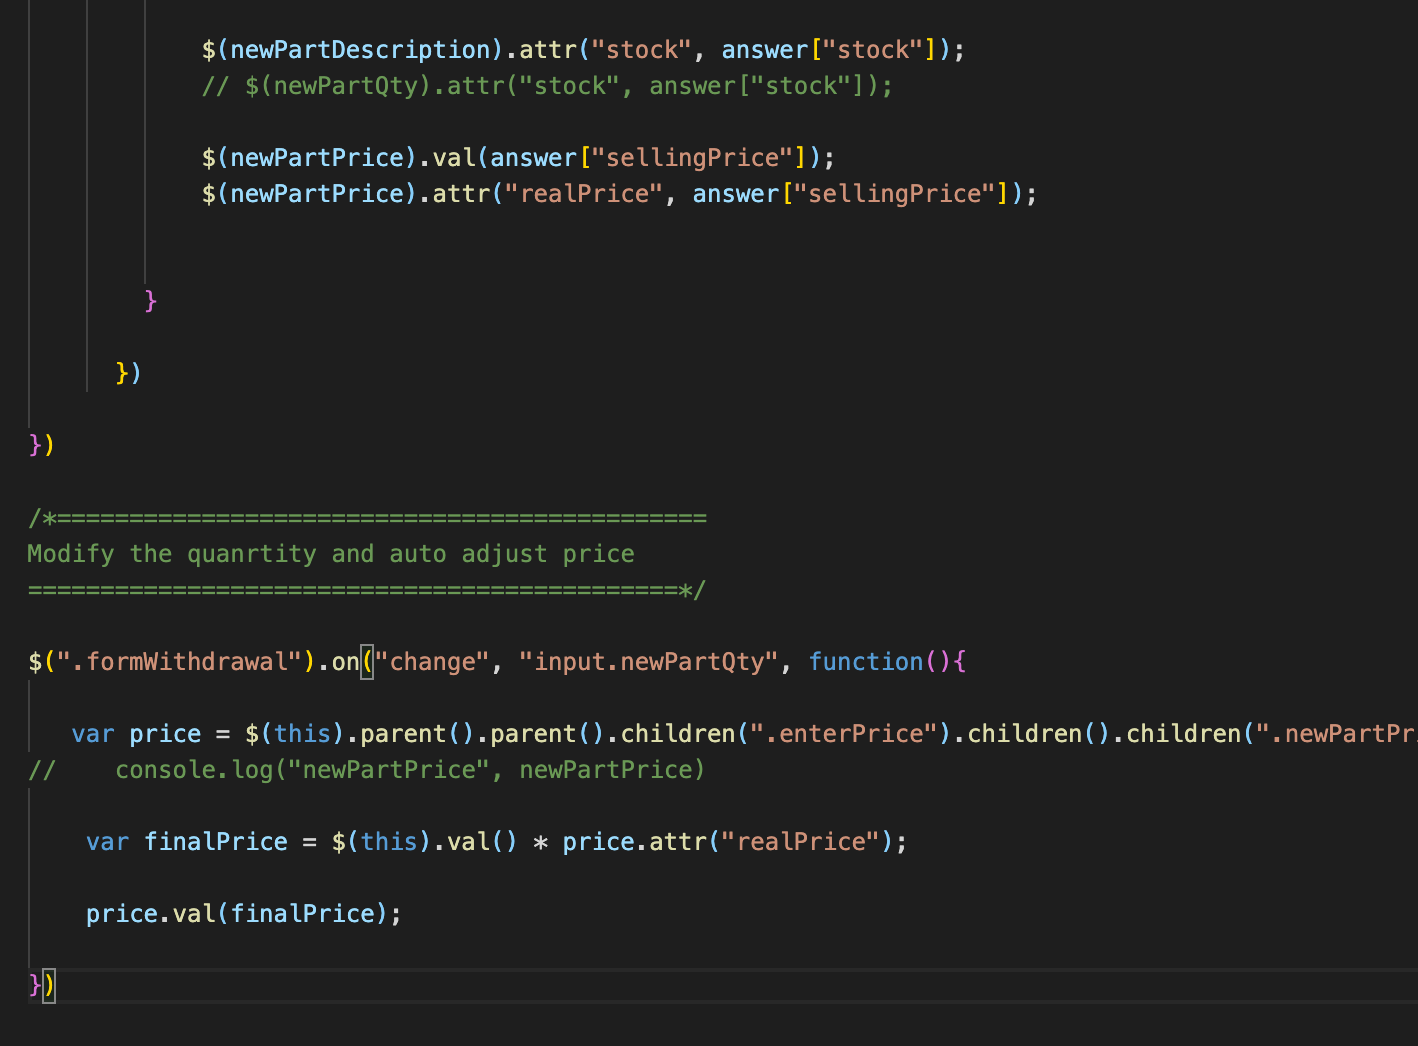 $(newPartDescription).attr("stock", answer["stock"]);
// $(newPartQty).attr("stock", answer["stock"]);
$(newPartPrice).val(answer["sellingPrice"]);
$(newPartPrice).attr("realPrice", answer["sellingPrice"]);
}
})
})
/*=============================================
Modify the quanrtity and auto adjust price
=============================================*/
$(".formWithdrawal").on("change", "input.newPartQty", function(){
var price = $(this).parent().parent().children(".enterPrice").children().children(".newPartPr
//    console.log("newPartPrice", newPartPrice)
var finalPrice = $(this).val() * price.attr("realPrice");
price.val(finalPrice);
})